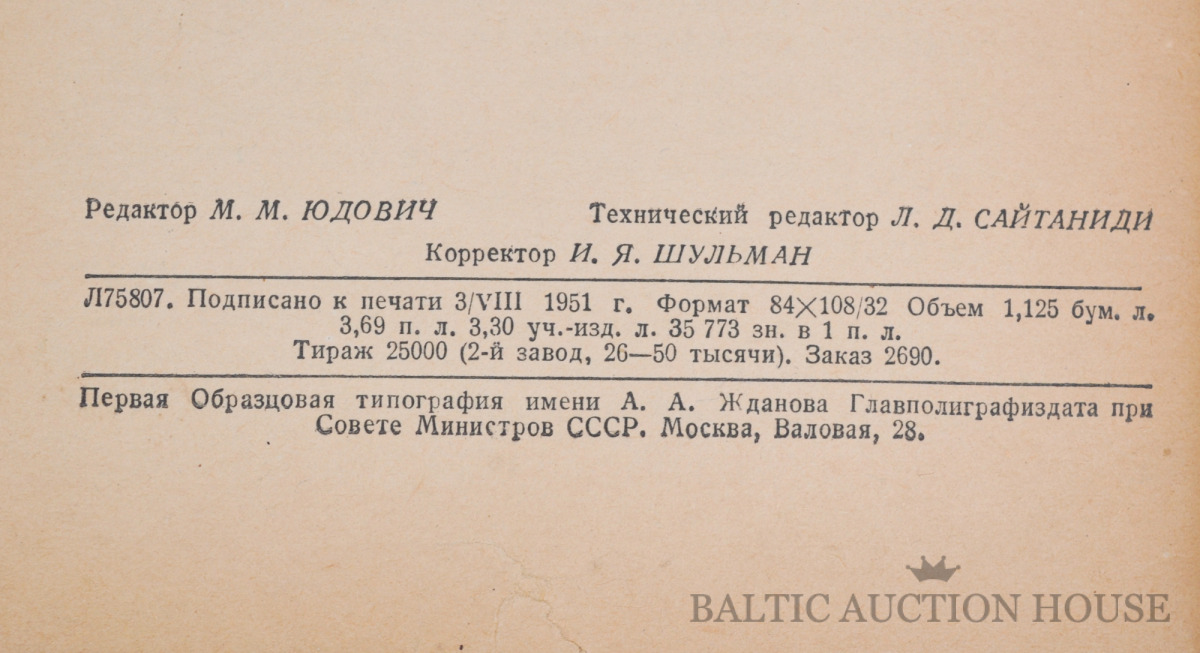 Редактор М. М. ЮДОВИЧ Технический редактор Л. Д. САЙТАНИДИ
Корректор И. Я. ШУЛЬМАН
Л75807. Подписано к печати 3/VIII 1951 г. Формат 84×108/32 Объем 1,125 бум. л.
3,69 п. л. 3,30 уч.-изд. л. 35 773 зн. в 1 п. л.
Тираж 25000 (2-й завод, 26—50 тысячи). Заказ 2690.
Первая Образцовая типография имени А. А. Жданова Главполиграфиздата при
Совете Министров СССР. Москва, Валовая, 28.
BALTIC AUCTION HOUSE